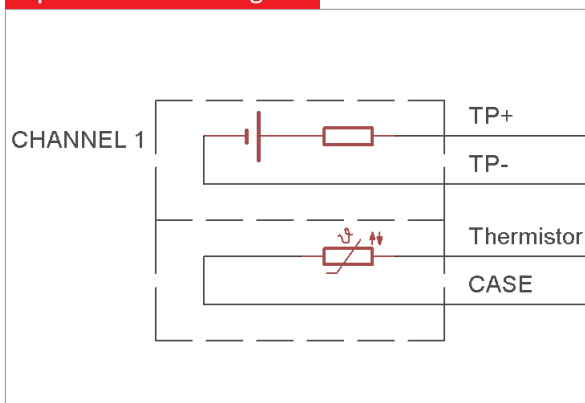 CHANNEL 1
TP+
TP-
ϑ
Thermistor
CASE